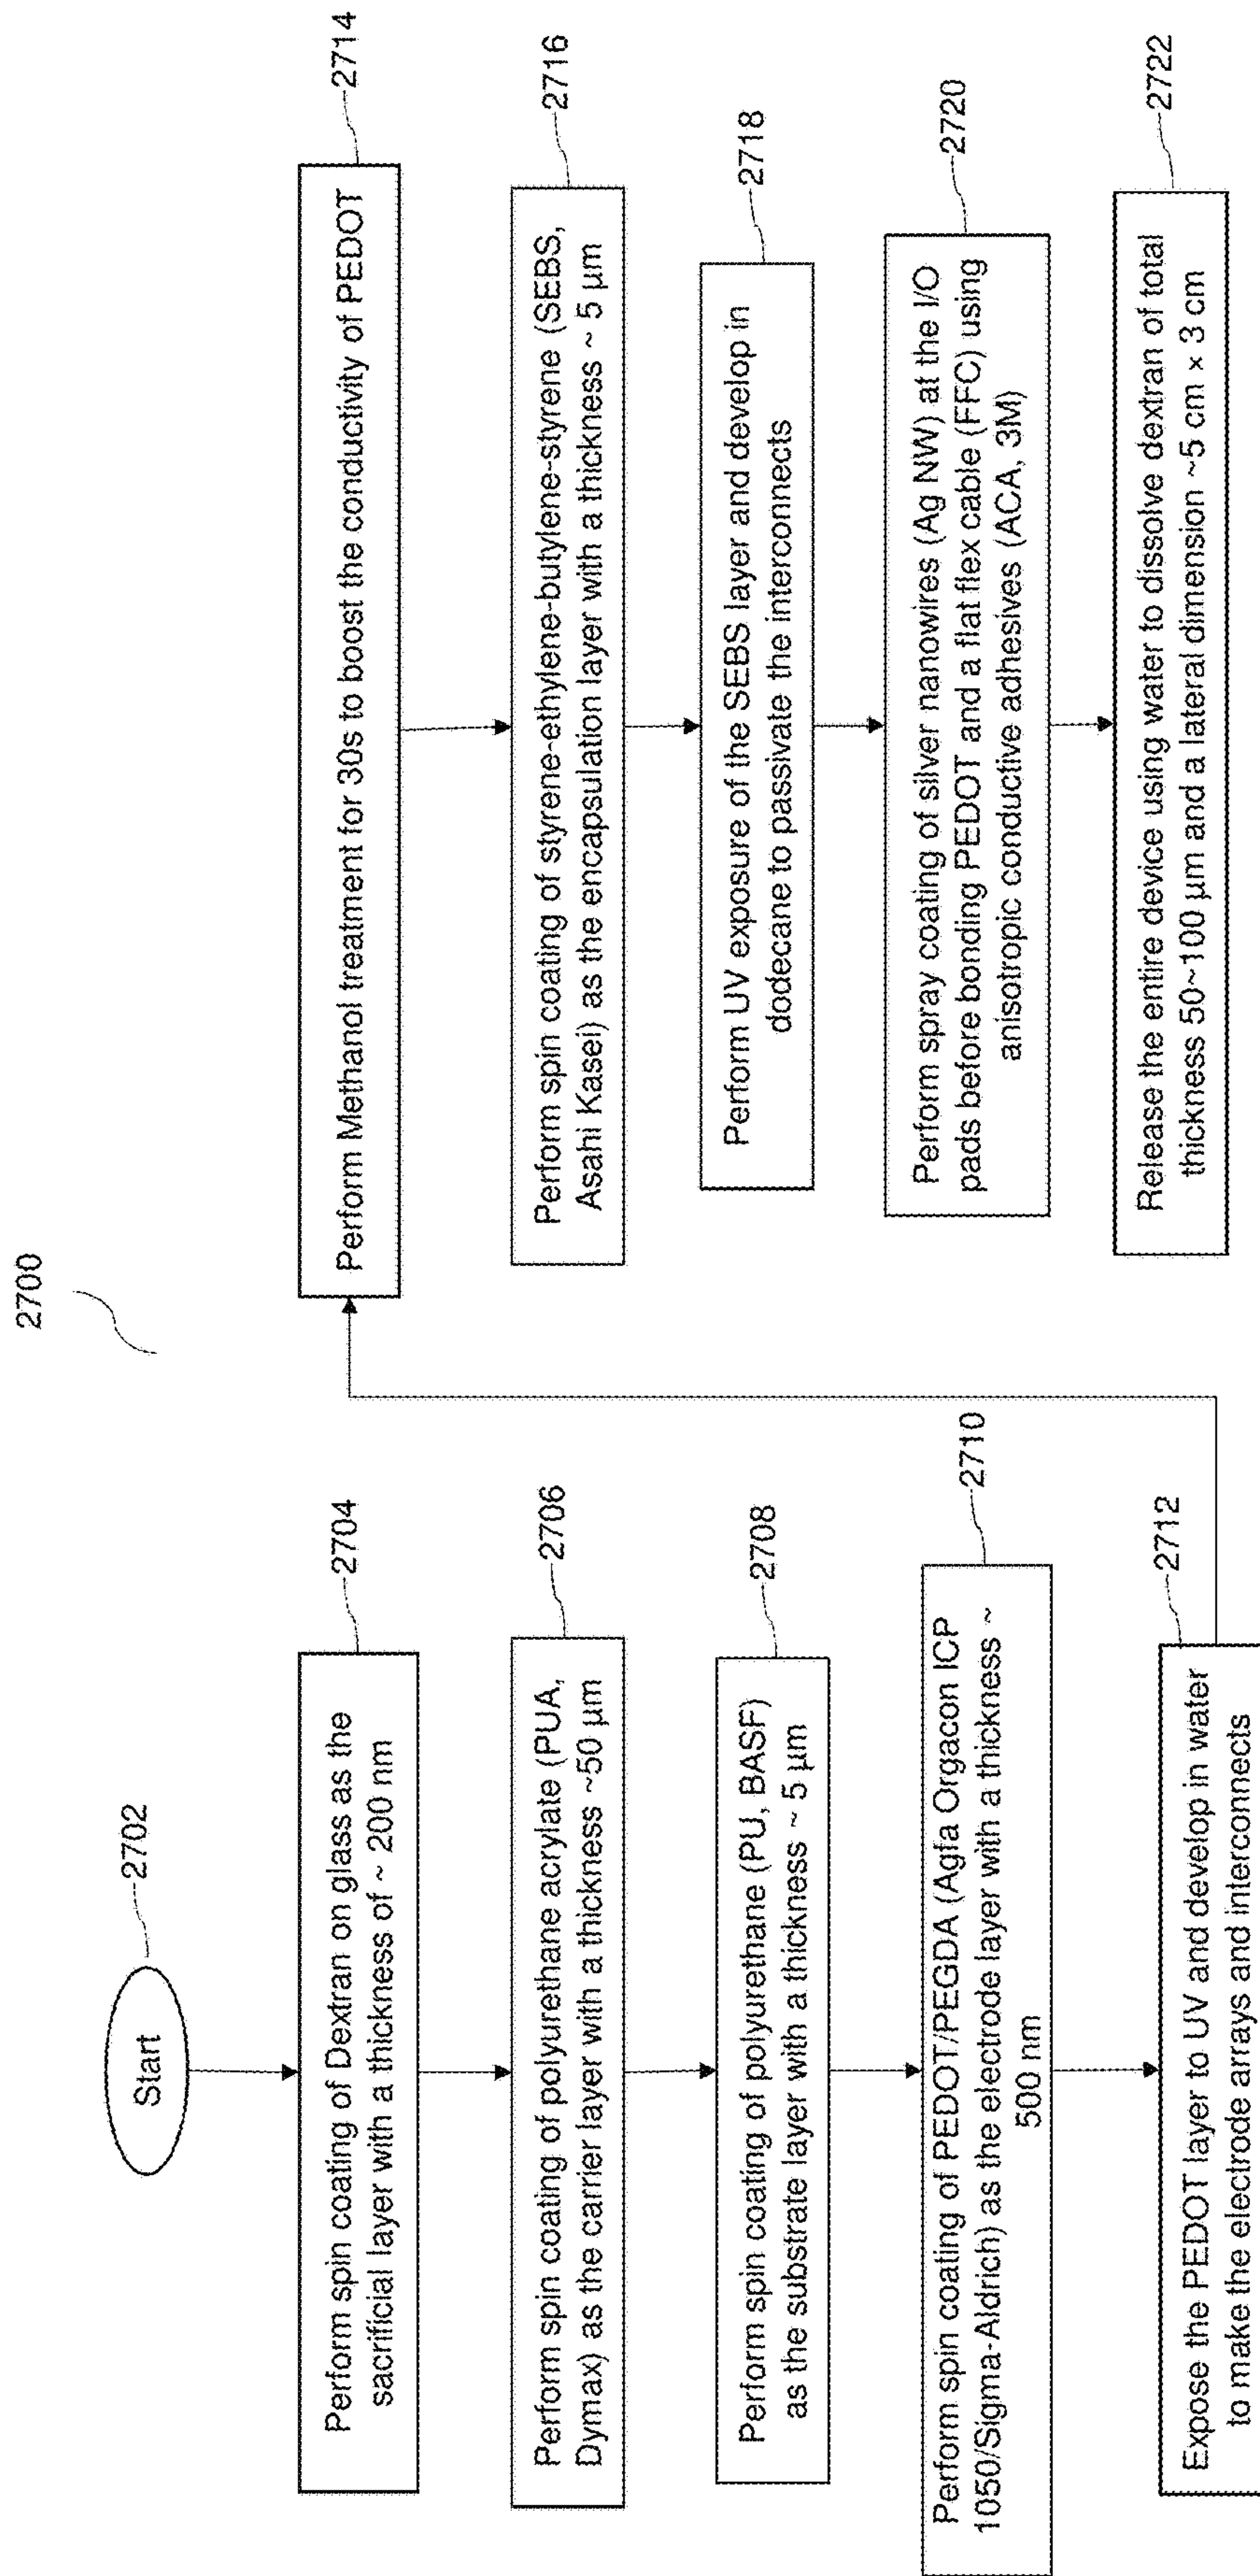 2700
Start
2702
Perform spin coating of Dextran on glass as the
sacrificial layer with a thickness of ~ 200 nm
2704
Perform spin coating of polyurethane acrylate (PUA,
Dymax) as the carrier layer with a thickness ~50 µm
2706
Perform spin coating of polyurethane (PU, BASF)
as the substrate layer with a thickness ~ 5 µm
2708
Perform spin coating of PEDOT/PEGDA (Agfa Orgacon ICP
1050/Sigma-Aldrich) as the electrode layer with a thickness ~
500 nm
2710
Expose the PEDOT layer to UV and develop in water
to make the electrode arrays and interconnects
2712
Perform Methanol treatment for 30s to boost the conductivity of PEDOT
2714
Perform spin coating of styrene-ethylene-butylene-styrene (SEBS,
Asahi Kasei) as the encapsulation layer with a thickness ~ 5 µm
2716
Perform UV exposure of the SEBS layer and develop in
dodecane to passivate the interconnects
2718
Perform spray coating of silver nanowires (Ag NW) at the I/O
pads before bonding PEDOT and a flat flex cable (FFC) using
anisotropic conductive adhesives (ACA, 3M)
2720
Release the entire device using water to dissolve dextran of total
thickness 50~100 µm and a lateral dimension ~5 cm × 3 cm
2722